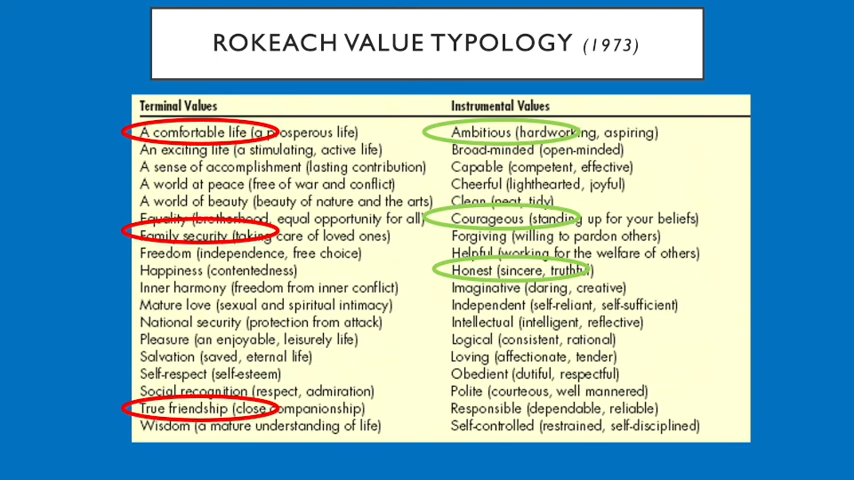 ROKEACH VALUE TYPOLOGY (1973)
Terminal Values
A comfortable life (a prosperous life)
An exciting life (a stimulating, active life)
A sense of accomplishment (lasting contribution)
A world at peace (free of war and conflict)
A world of beauty (beauty of nature and the arts)
Equality (brotherhood, equal opportunity for all)
Family security (taking care of loved ones)
Freedom (independence, free choice)
Happiness (contentedness)
Inner harmony (freedom from inner conflict)
Mature love (sexual and spiritual intimacy)
National security (protection from attack)
Pleasure (an enjoyable, leisurely life)
Salvation (saved, eternal life)
Self-respect (self-esteem)
Social recognition (respect, admiration)
True friendship (close companionship)
Wisdom (a mature understanding of life)
Instrumental Values
Ambitious (hardworking, aspiring)
Broad-minded (open-minded)
Capable (competent, effective)
Cheerful (lighthearted, joyful)
Clean (neat, tidy)
Courageous (standing up for your beliefs)
Forgiving (willing to pardon others)
Helpful (working for the welfare of others)
Honest (sincere, truthful)
Imaginative (daring, creative)
Independent (self-reliant, self-sufficient)
Intellectual (intelligent, reflective)
Logical (consistent, rational)
Loving (affectionate, tender)
Obedient (dutiful, respectful)
Polite (courteous, well mannered)
Responsible (dependable, reliable)
Self-controlled (restrained, self-disciplined)